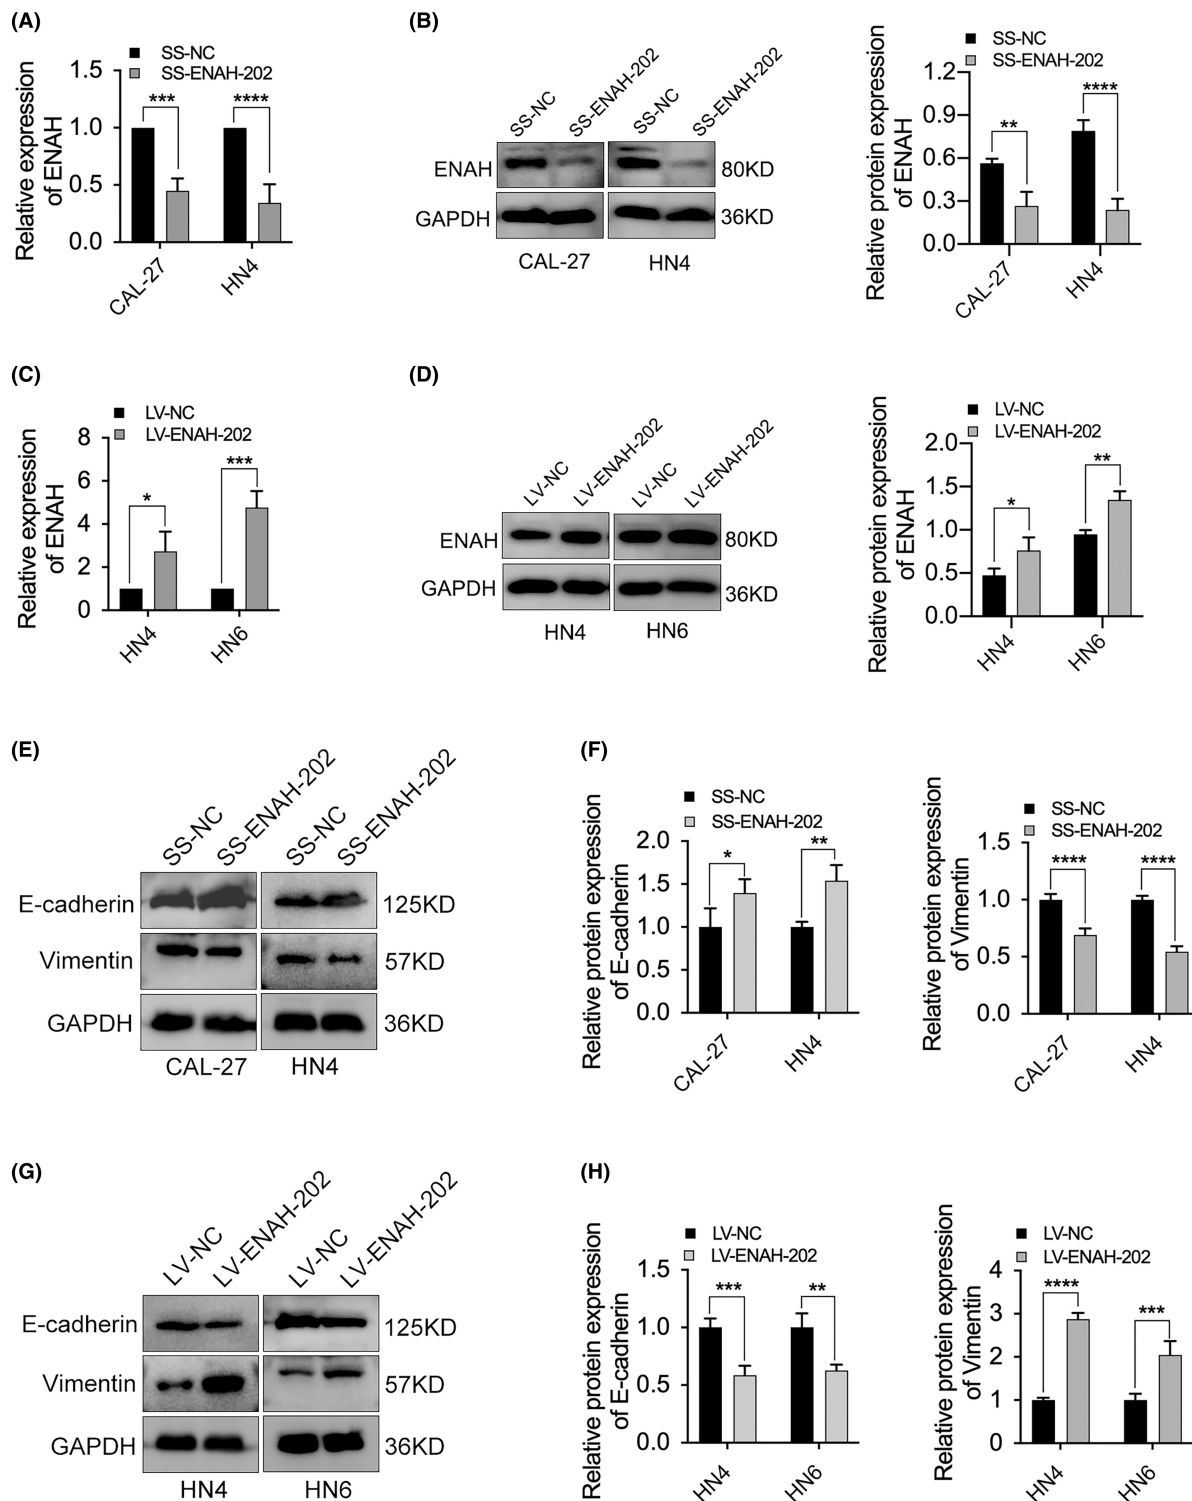 (A)
SS-NC
SS-ENAH-202
Relative expression
of ENAH
1.5
1.0
0.5
0.0
***
****
CAL-27
HN4
(B)
SS-NC
SS-ENAH-202
SS-NC
SS-ENAH-202
ENAH
80KD
GAPDH
36KD
CAL-27
HN4
SS-NC
SS-ENAH-202
Relative protein expression
of ENAH
1.2
0.9
0.6
0.3
0.0
**
****
CAL-27
HN4
(C)
LV-NC
LV-ENAH-202
Relative expression
of ENAH
8
6
4
2
0
*
***
HN4
HN6
(D)
LV-NC
LV-ENAH-202
LV-NC
LV-ENAH-202
ENAH
80KD
GAPDH
36KD
HN4
HN6
LV-NC
LV-ENAH-202
Relative protein expression
of ENAH
2.0
1.5
1.0
0.5
0.0
*
**
HN4
HN6
(E)
SS-NC
SS-ENAH-202
SS-NC
SS-ENAH-202
E-cadherin
125KD
Vimentin
57KD
GAPDH
36KD
CAL-27
HN4
(F)
SS-NC
SS-ENAH-202
Relative protein expression
of E-cadherin
2.0
1.5
1.0
0.5
0.0
*
**
CAL-27
HN4
SS-NC
SS-ENAH-202
Relative protein expression
of Vimentin
1.5
1.0
0.5
0.0
****
****
CAL-27
HN4
(G)
LV-NC
LV-ENAH-202
LV-NC
LV-ENAH-202
E-cadherin
125KD
Vimentin
57KD
GAPDH
36KD
HN4
HN6
(H)
LV-NC
LV-ENAH-202
Relative protein expression
of E-cadherin
1.5
1.0
0.5
0.0
***
**
HN4
HN6
LV-NC
LV-ENAH-202
Relative protein expression
of Vimentin
4
3
2
1
0
****
***
HN4
HN6